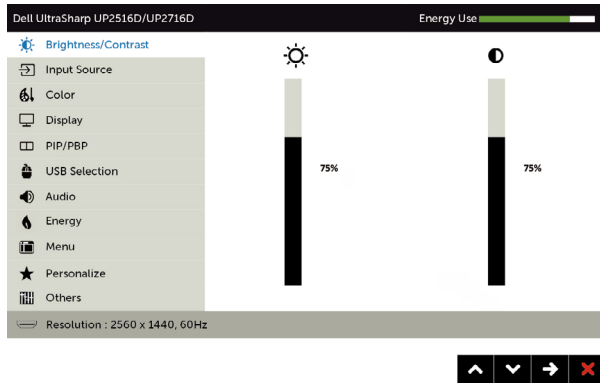 Dell UltraSharp UP2516D/UP2716D Energy Use
Brightness/Contrast
Input Source
Color
Display
PIP/PBP
USB Selection
Audio
Energy
Menu
Personalize
Others
75% 75%
Resolution : 2560 x 1440, 60Hz